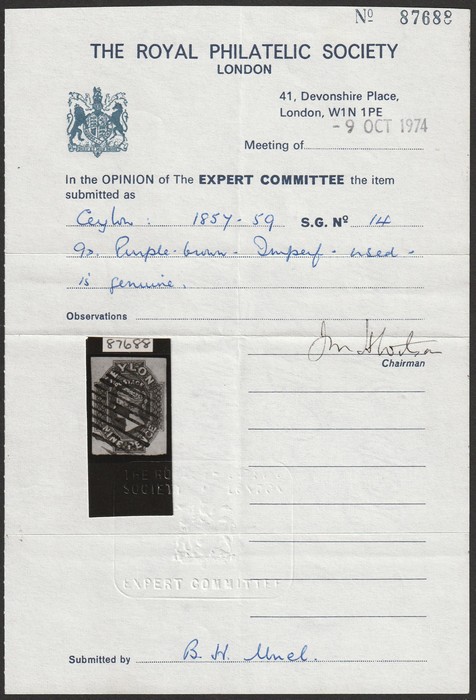 Nº 87688
THE ROYAL PHILATELIC SOCIETY
LONDON
41, Devonshire Place,
London, W1N 1PE
Meeting of -9 OCT 1974
In the OPINION of The EXPERT COMMITTEE the item
submitted as
Ceylon: 1857-59 S.G. Nº 14
9d. Purple-brown - Imperf - used -
is genuine.
Observations
Chairman
87688
CEYLON
POSTAGE
NINE PENCE
THE ROYAL
SOCIETY LONDON
EXPERT COMMITTEE
Submitted by B. H.